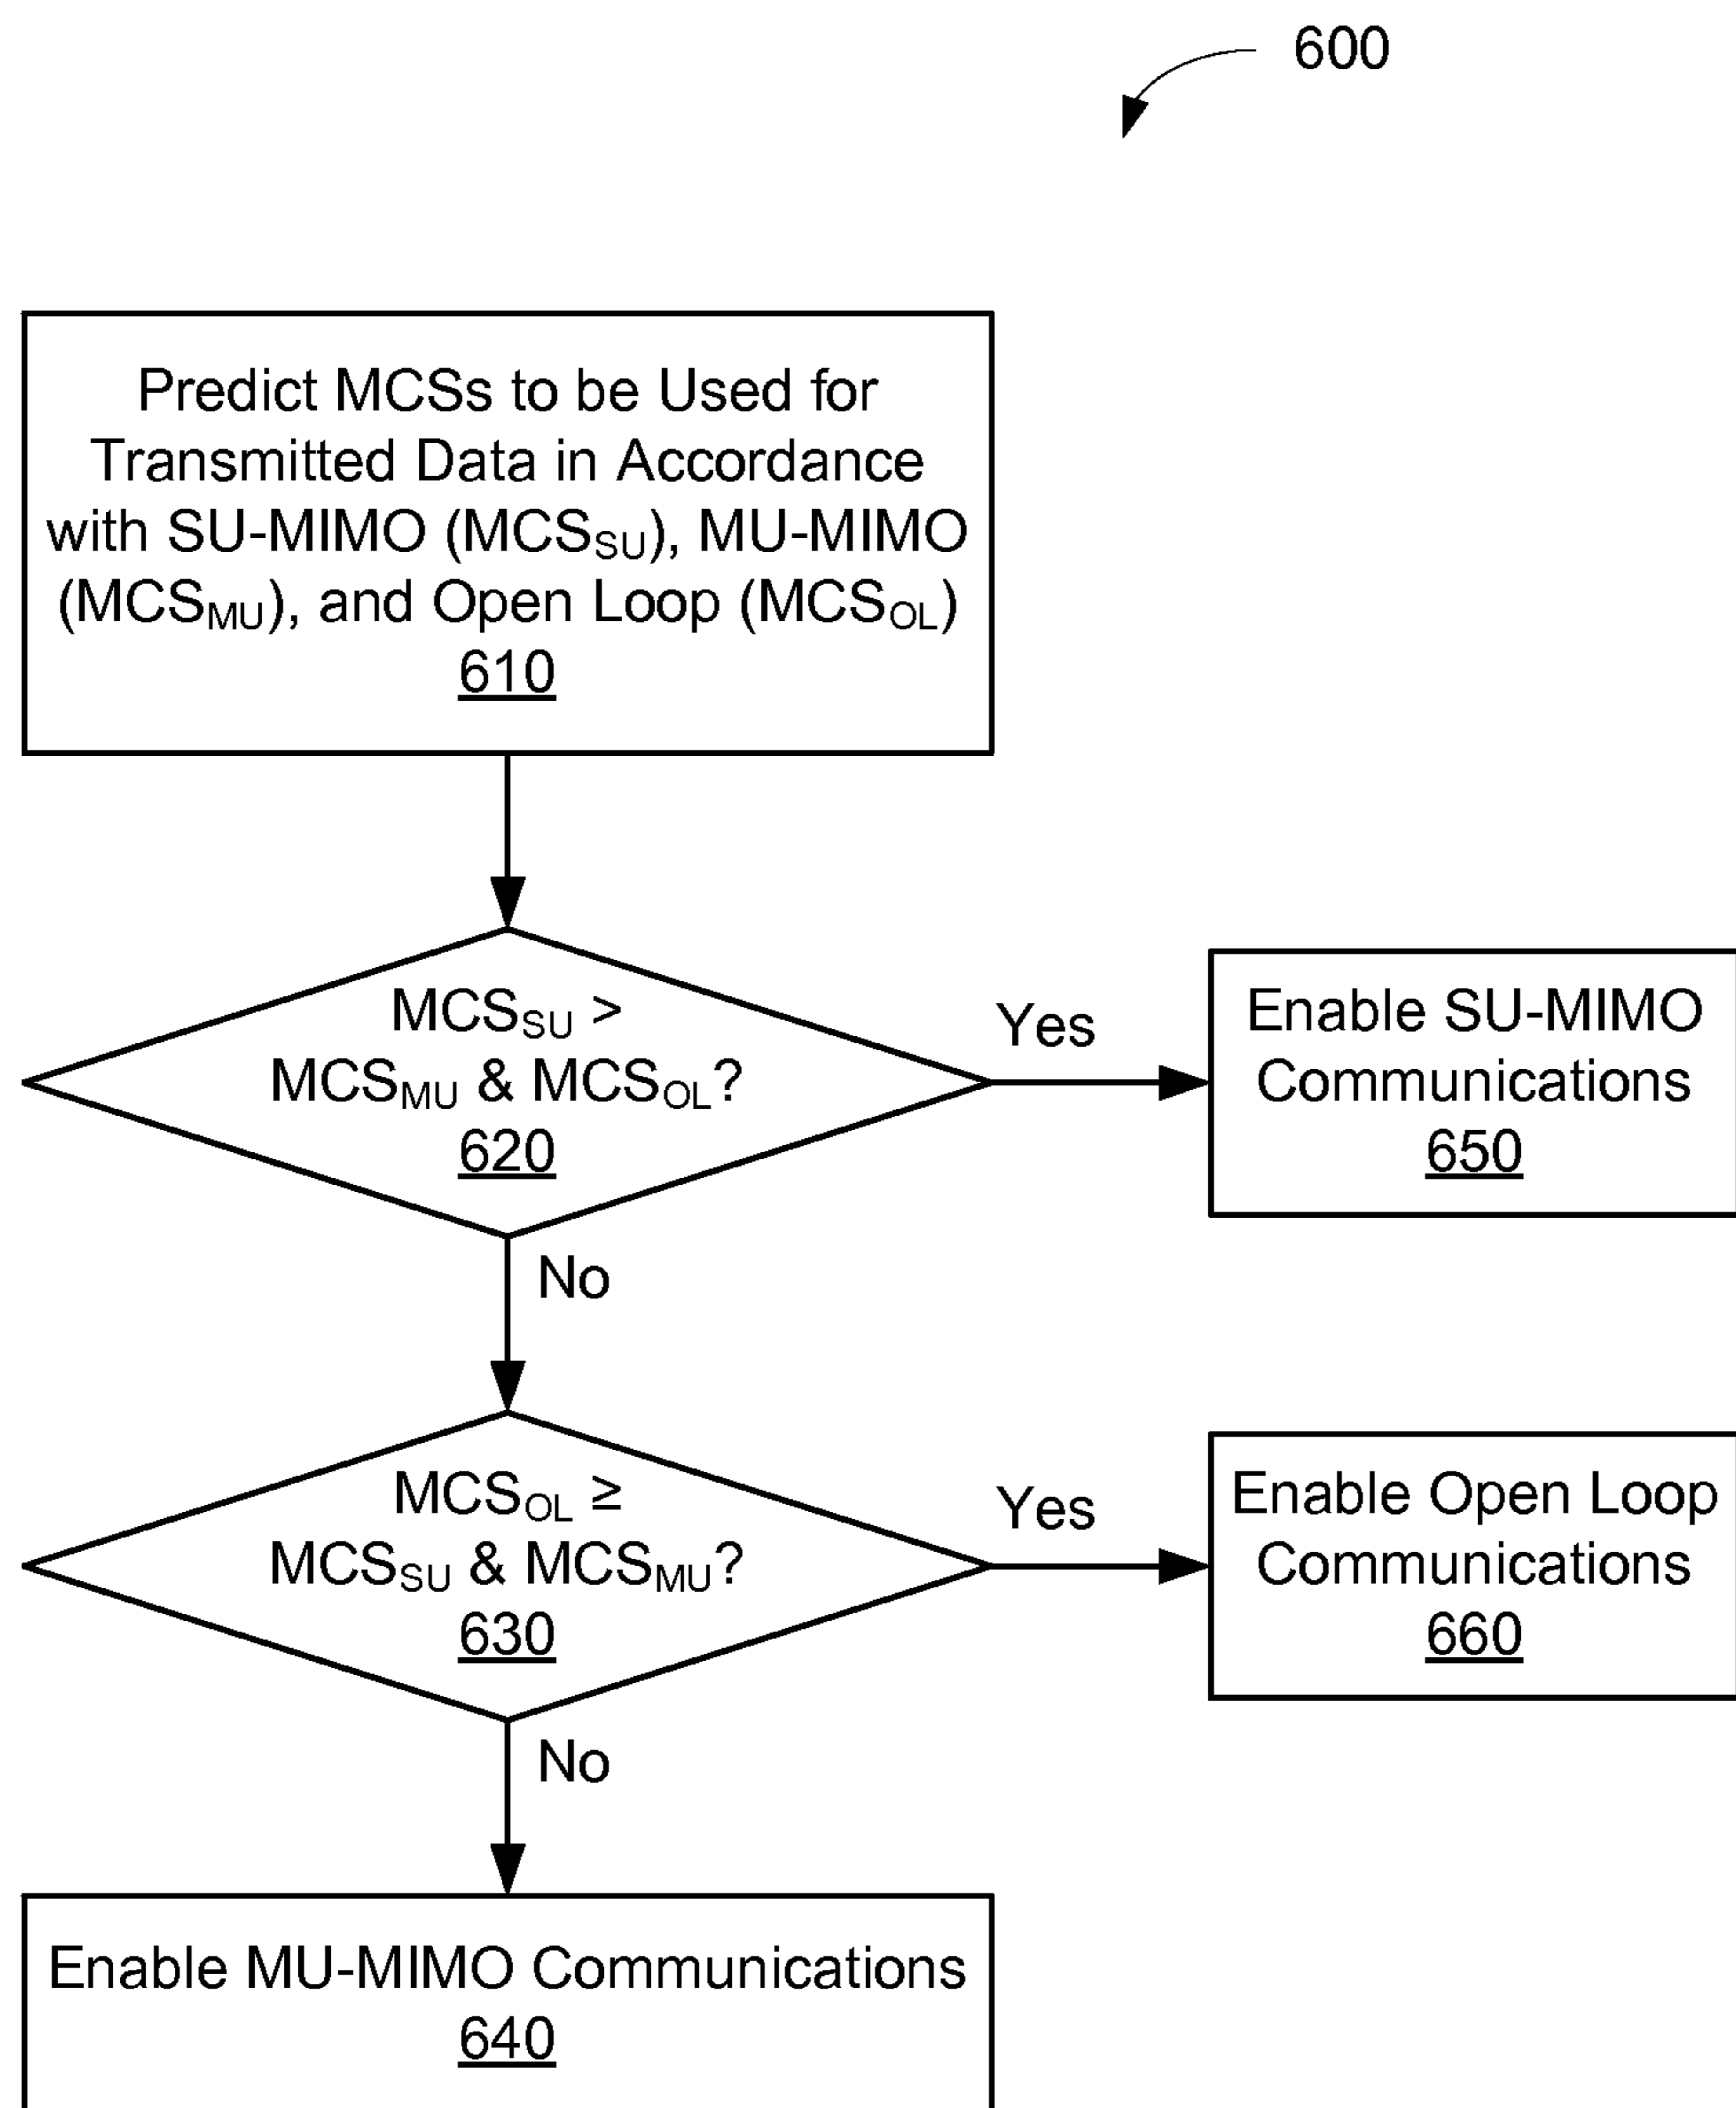 600
Predict MCSs to be Used for
Transmitted Data in Accordance
with SU-MIMO (MCSSU), MU-MIMO
(MCSMU), and Open Loop (MCSOL)
610
MCSSU >
MCSMU & MCSOL?
620
Yes
Enable SU-MIMO
Communications
650
No
MCSOL ≥
MCSSU & MCSMU?
630
Yes
Enable Open Loop
Communications
660
No
Enable MU-MIMO Communications
640